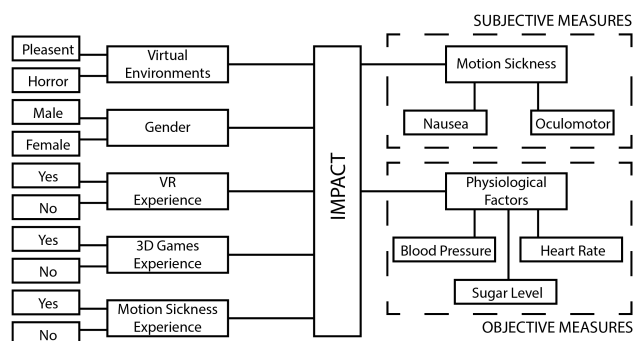 SUBJECTIVE MEASURES
Pleasent
Horror
Virtual
Environments
Motion Sickness
Nausea
Oculomotor
Male
Female
Gender
Yes
No
VR
Experience
IMPACT
Physiological
Factors
Blood Pressure
Heart Rate
Sugar Level
Yes
No
3D Games
Experience
Yes
No
Motion Sickness
Experience
OBJECTIVE MEASURES